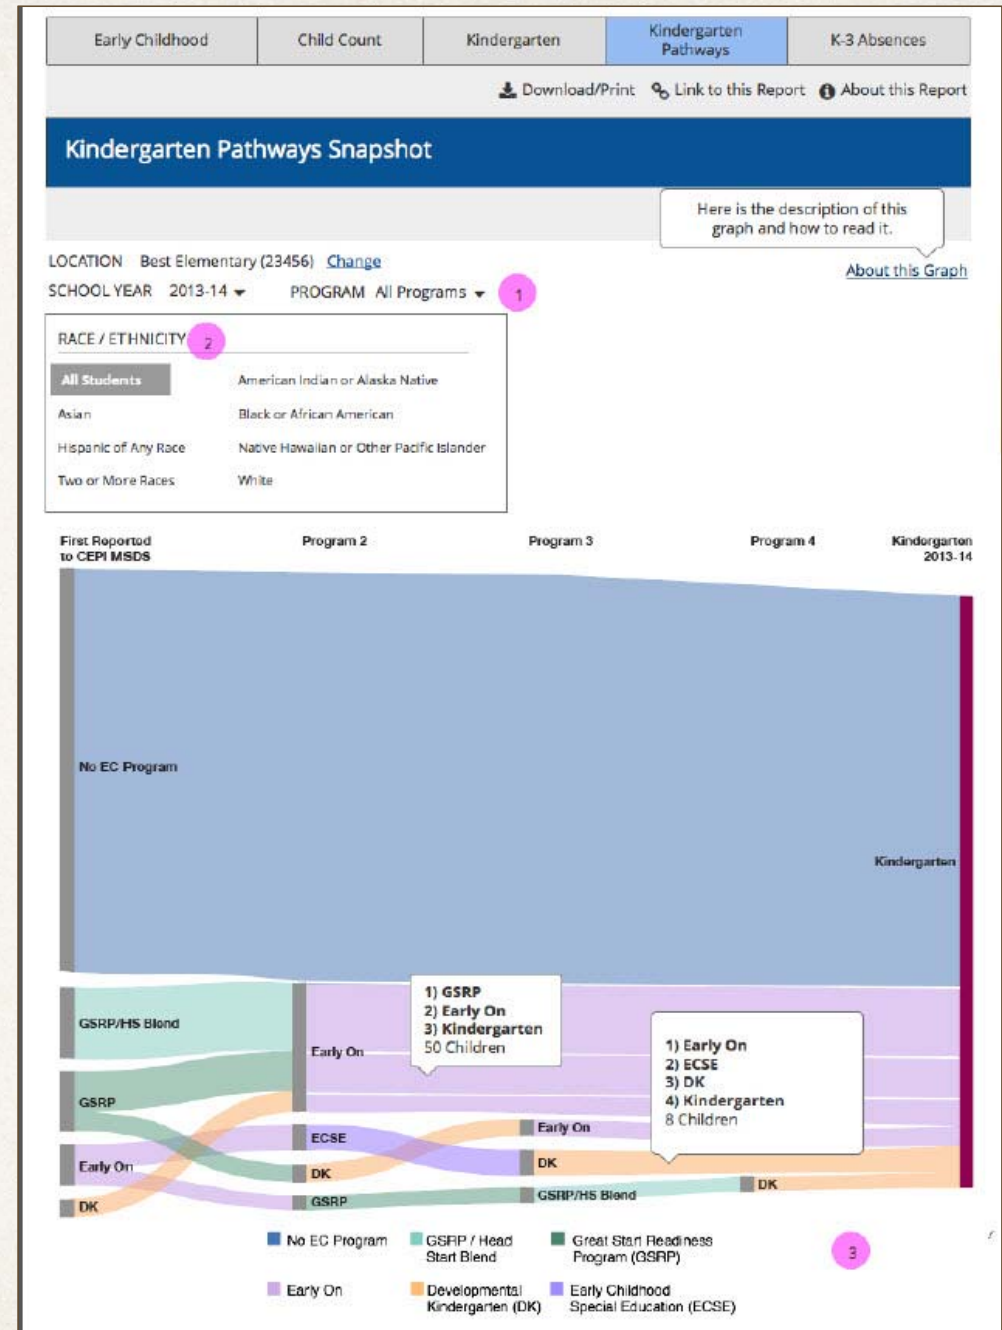 Early Childhood
Child Count
Kindergarten
Kindergarten
Pathways
K-3 Absences
Download/Print
Link to this Report
About this Report
Kindergarten Pathways Snapshot
Here is the description of this
graph and how to read it.
About this Graph
LOCATION Best Elementary (23456) Change
SCHOOL YEAR 2013-14
PROGRAM All Programs
1
RACE / ETHNICITY
2
All Students
American Indian or Alaska Native
Asian
Black or African American
Hispanic of Any Race
Native Hawaiian or Other Pacific Islander
Two or More Races
White
First Reported
to CEPI MSDS
Program 2
Program 3
Program 4
Kindergarten
2013-14
No EC Program
Kindergarten
GSRP/HS Blend
GSRP
Early On
DK
Early On
ECSE
DK
GSRP
1) GSRP
2) Early On
3) Kindergarten
50 Children
1) Early On
2) ECSE
3) DK
4) Kindergarten
8 Children
Early On
DK
GSRP/HS Blend
DK
No EC Program
GSRP / Head
Start Blend
Great Start Readiness
Program (GSRP)
3
Early On
Developmental
Kindergarten (DK)
Early Childhood
Special Education (ECSE)